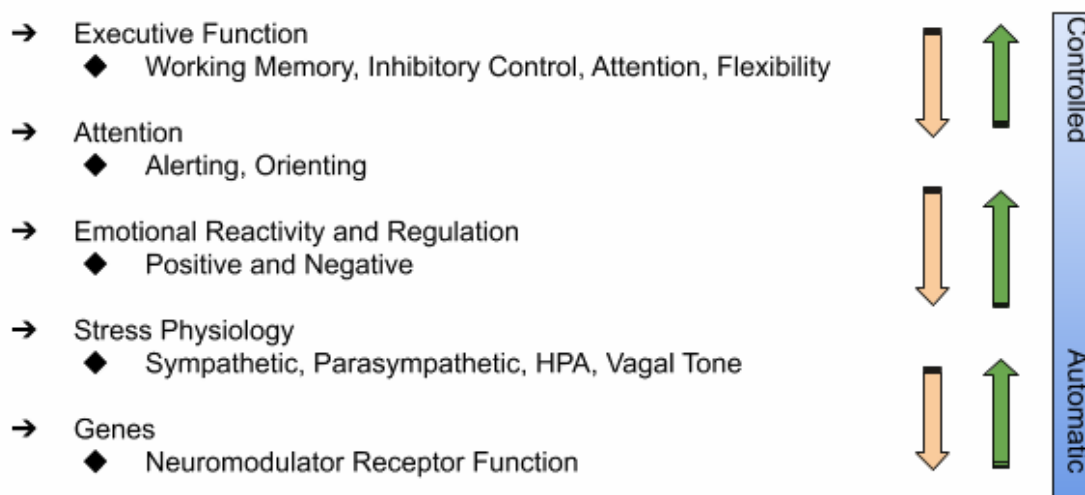 ➔ Executive Function
◆ Working Memory, Inhibitory Control, Attention, Flexibility
➔ Attention
◆ Alerting, Orienting
➔ Emotional Reactivity and Regulation
◆ Positive and Negative
➔ Stress Physiology
◆ Sympathetic, Parasympathetic, HPA, Vagal Tone
➔ Genes
◆ Neuromodulator Receptor Function
Controlled
Automatic